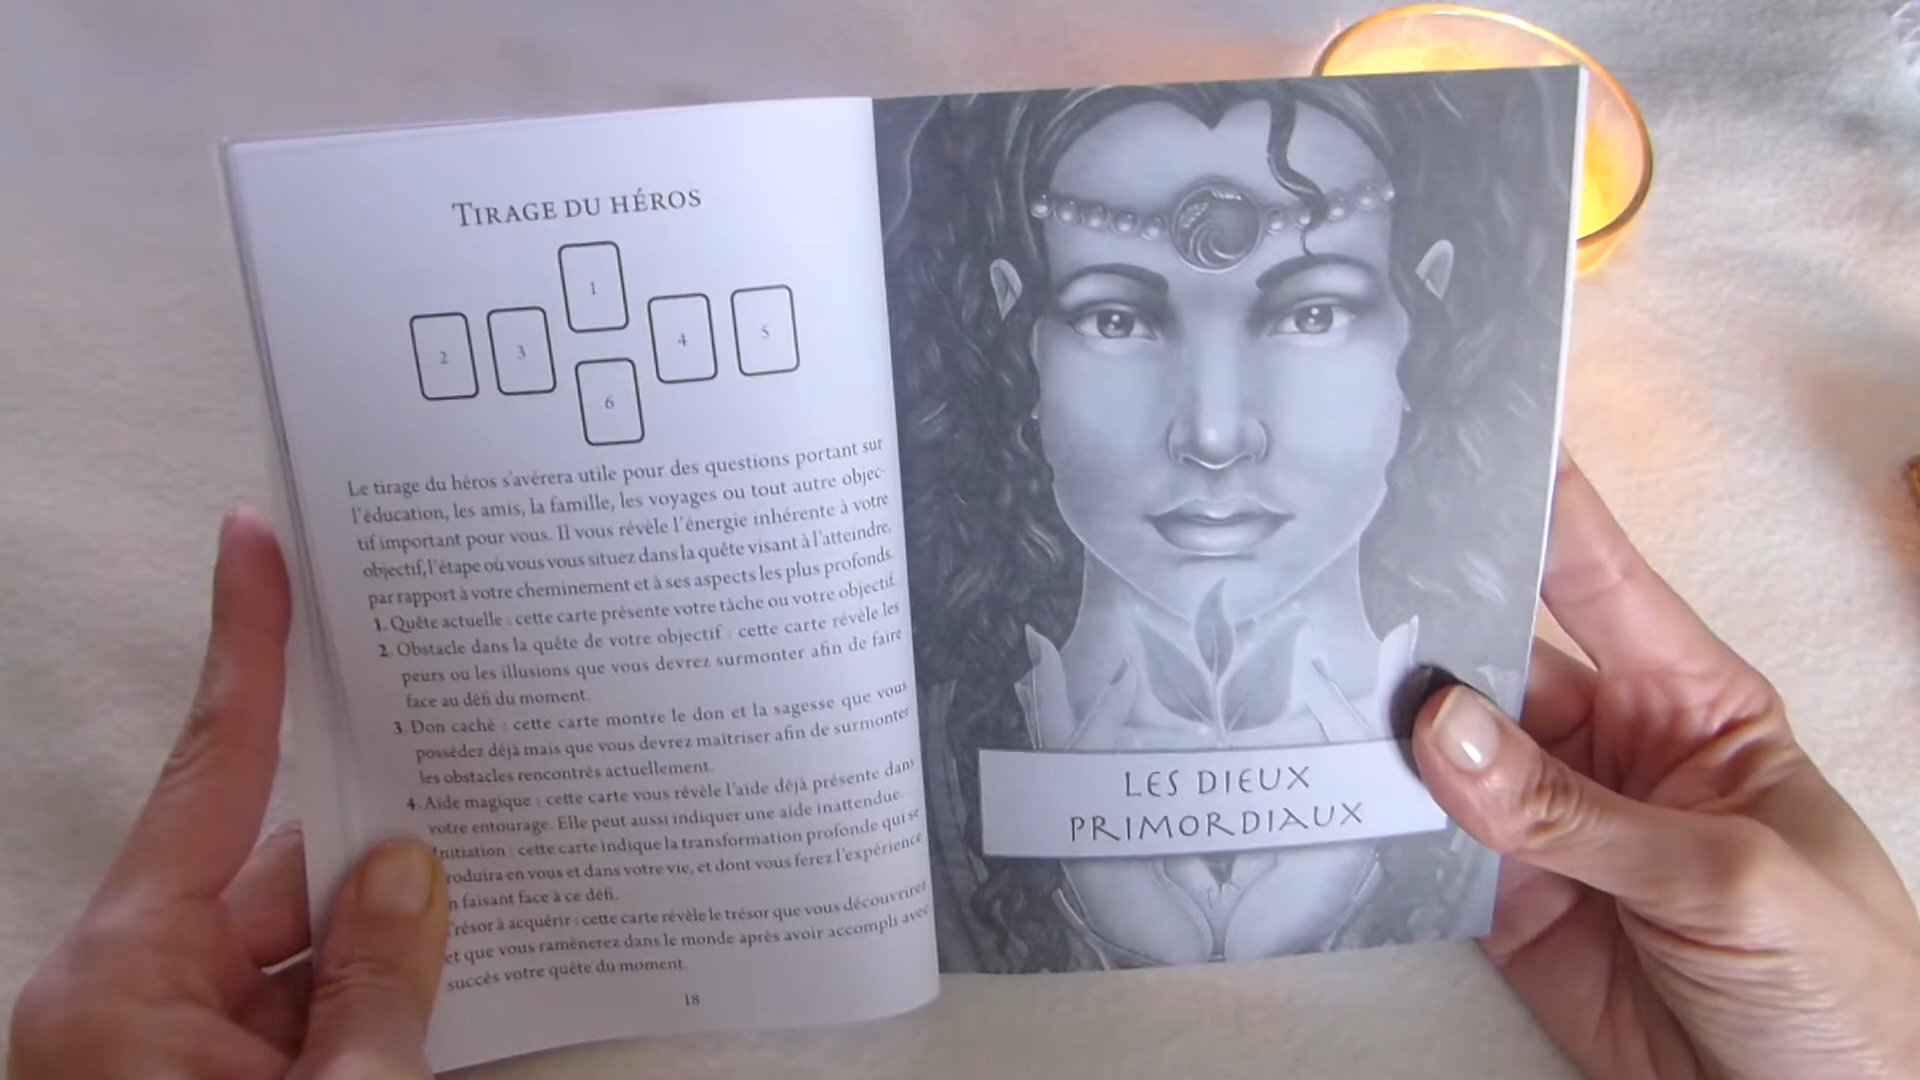 TIRAGE DU HÉROS
1
2
3
4
5
6
Le tirage du héros s'avérera utile pour des questions portant sur
l'éducation, les amis, la famille, les voyages ou tout autre objec-
tif important pour vous. Il vous révèle l'énergie inhérente à votre
objectif, l'étape où vous vous situez dans la quête visant à l'atteindre,
par rapport à votre cheminement et à ses aspects les plus profonds.
1. Quête actuelle : cette carte présente votre tâche ou votre objectif.
2. Obstacle dans la quête de votre objectif : cette carte révèle les
peurs ou les illusions que vous devrez surmonter afin de faire
face au défi du moment.
3. Don caché : cette carte montre le don et la sagesse que vous
possédez déjà mais que vous devrez maîtriser afin de surmonter
les obstacles rencontrés actuellement.
4. Aide magique : cette carte vous révèle l'aide déjà présente dans
votre entourage. Elle peut aussi indiquer une aide inattendue.
Initiation : cette carte indique la transformation profonde qui se
roduira en vous et dans votre vie, et dont vous ferez l'expérience
n faisant face à ce défi.
Trésor à acquérir : cette carte révèle le trésor que vous découvrirez
et que vous ramènerez dans le monde après avoir accompli avec
succès votre quête du moment.
18
LES DIEUX
PRIMORDIAUX